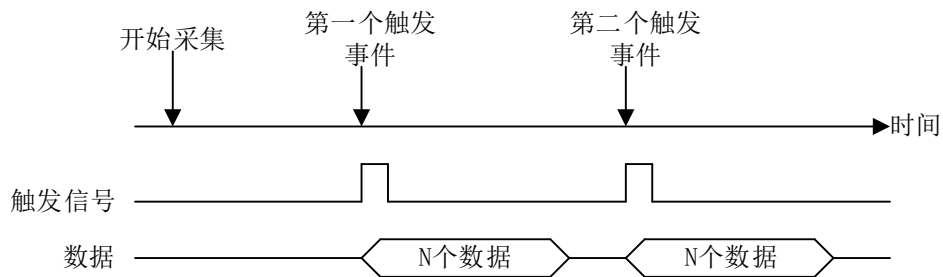 开始采集
第一个触发
事件
第二个触发
事件
时间
触发信号
数据
N个数据
N个数据